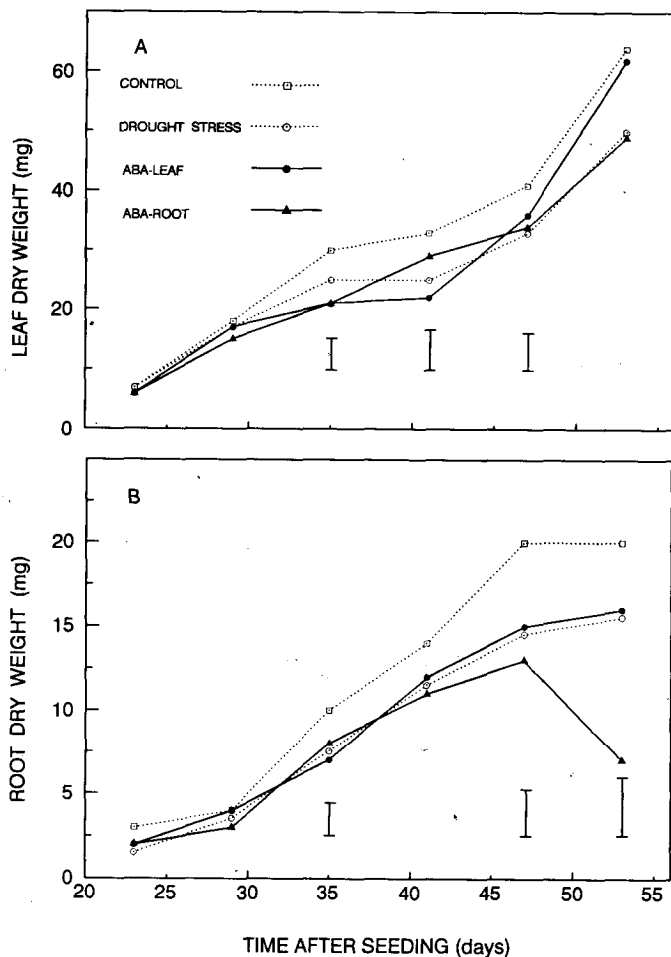 A
60
CONTROL
DROUGHT STRESS
ABA-LEAF
40
ABA-ROOT
LEAF DRY WEIGHT (mg)
20
0
B
20
15
ROOT DRY WEIGHT (mg)
10
5
0
20 25 30 35 40 45 50 55
TIME AFTER SEEDING (days)